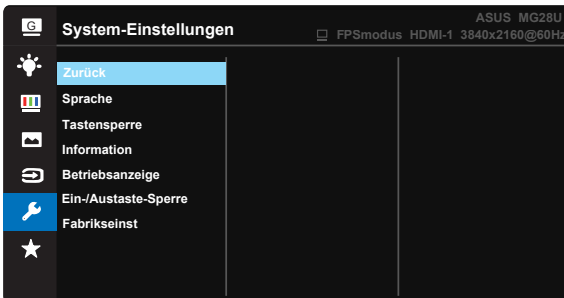 G
System-Einstellungen
ASUS MG28U
FPSmodus HDMI-1 3840x2160@60Hz
Zurück
Sprache
Tastensperre
Information
Betriebsanzeige
Ein-/Austaste-Sperre
Fabrikseinst